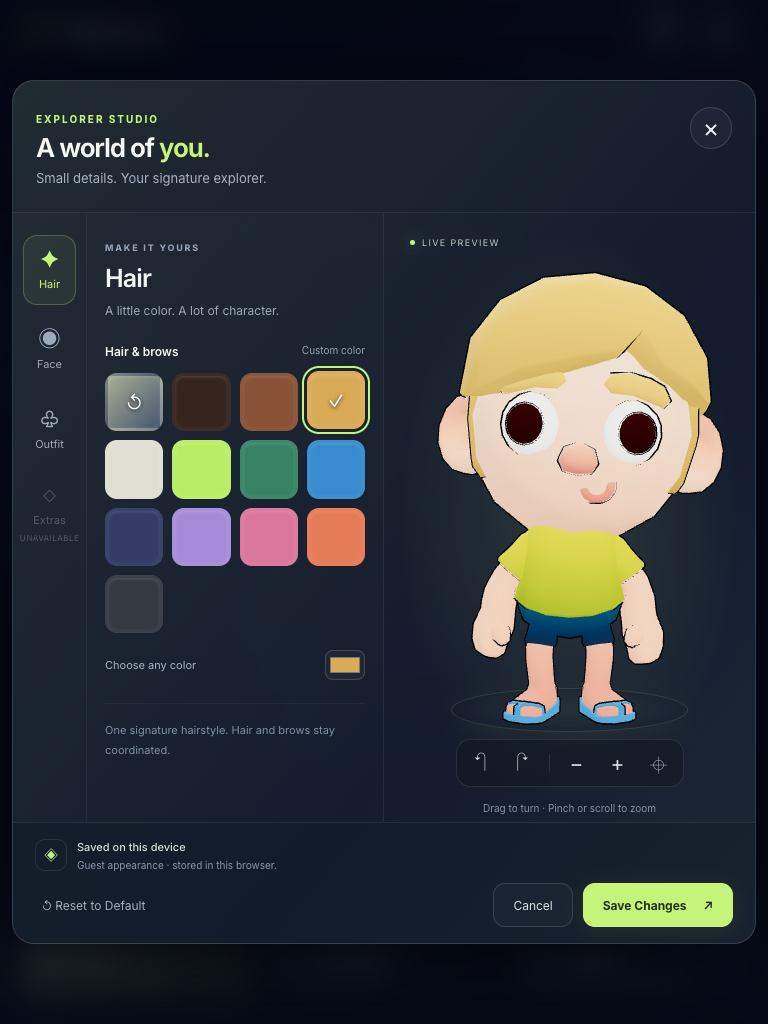 EXPLORER STUDIO
A world of you.
Small details. Your signature explorer.
Hair
Face
Outfit
Extras
UNAVAILABLE
MAKE IT YOURS
Hair
A little color. A lot of character.
Hair & brows
Custom color
Choose any color
One signature hairstyle. Hair and brows stay
coordinated.
LIVE PREVIEW
Drag to turn · Pinch or scroll to zoom
Saved on this device
Guest appearance · stored in this browser.
Reset to Default
Cancel
Save Changes